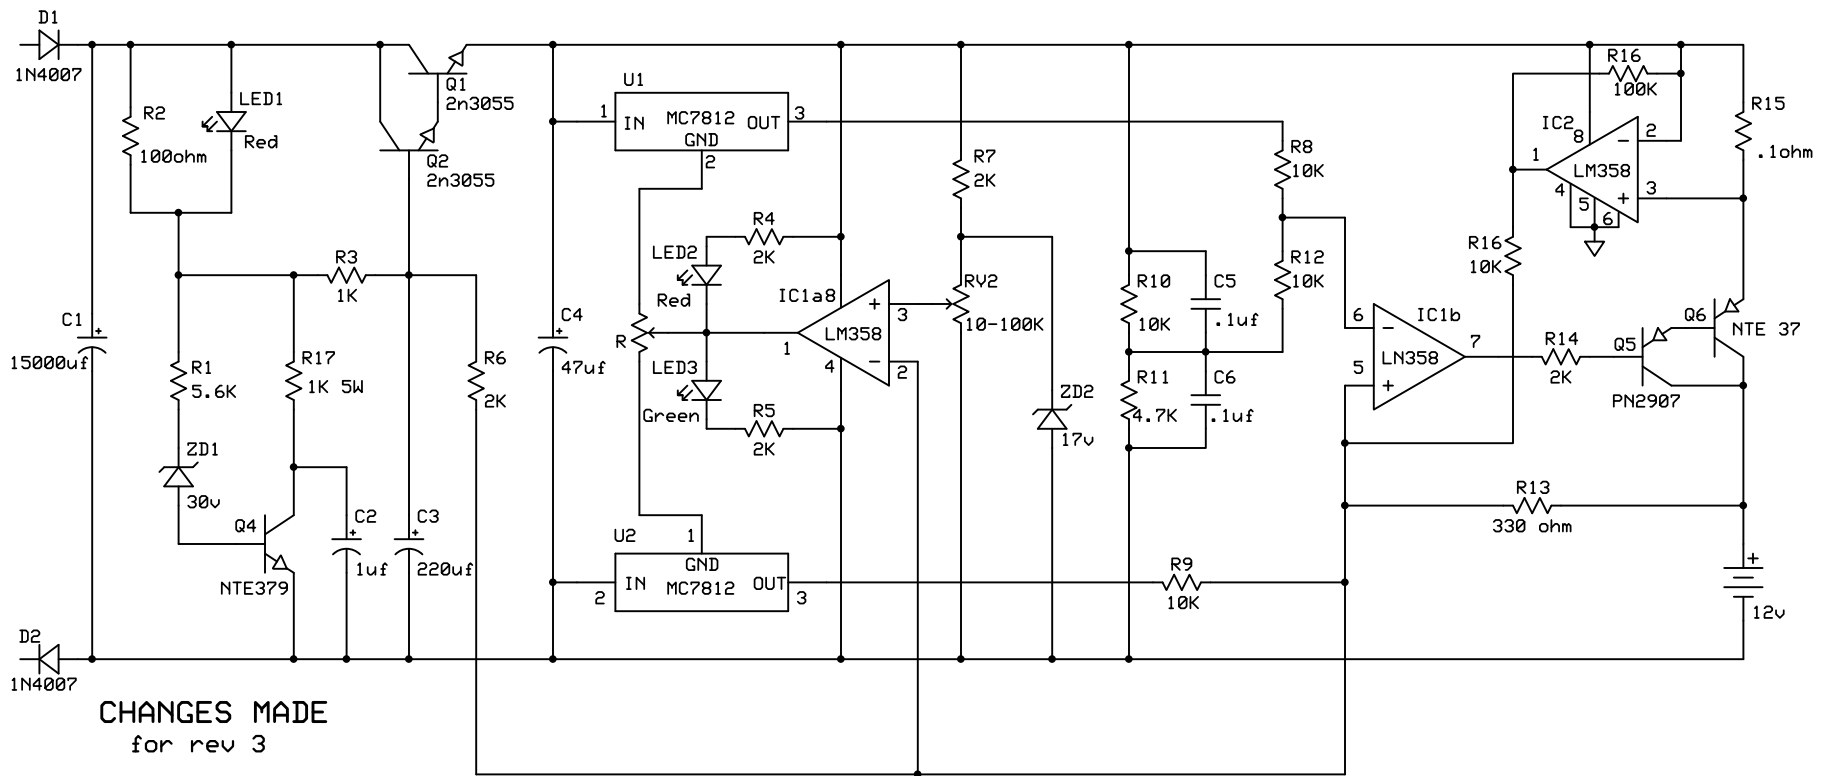 D1
1N4007
R2
100ohm
LED1
Red
Q1
2n3055
Q2
2n3055
C1
+
15000uf
R1
5.6K
ZD1
30v
R17
1K 5W
R3
1K
Q4
NTE379
C2
+
1uf
C3
+
220uf
R6
2K
D2
1N4007
CHANGES MADE
for rev 3
C4
+
47uf
U1
1
IN
MC7812
GND
OUT
3
2
R
R4
2K
LED2
Red
LED3
Green
R5
2K
IC1a
8
LM358
+
-
1
4
3
2
U2
1
GND
IN
MC7812
OUT
2
3
R7
2K
RV2
10-100K
ZD2
17v
R10
10K
C5
.1uf
R11
4.7K
C6
.1uf
R8
10K
R12
10K
R9
10K
6
5
-
+
IC1b
LN358
7
R14
2K
R13
330 ohm
R16
100K
IC2
8
1
LM358
-
+
2
3
4
5
6
R16
10K
R15
.1ohm
Q5
PN2907
Q6
NTE 37
+
12v